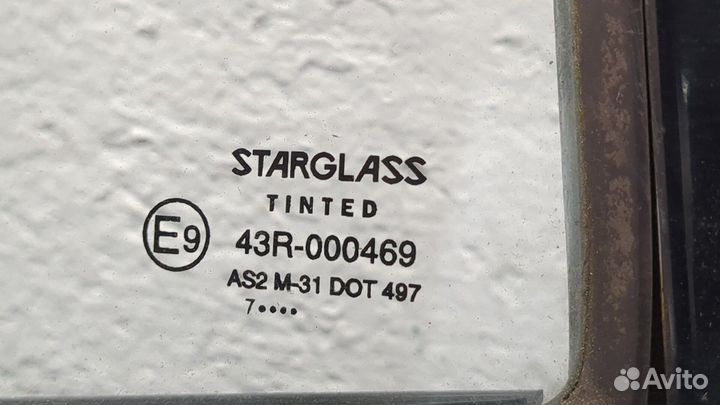 STARGLASS
TINTED
E9 43R-000469
AS2 M-31 DOT 497
7••••
Avito